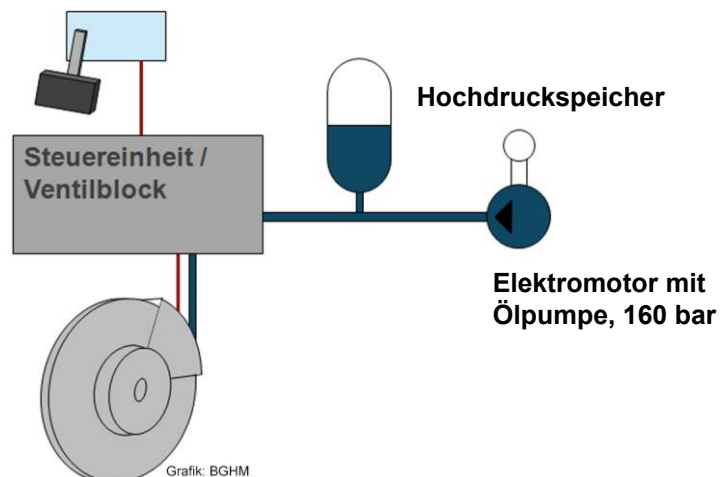 Hochdruckspeicher
Steuereinheit /
Ventilblock
Elektromotor mit
Ölpumpe, 160 bar
Grafik: BGHM